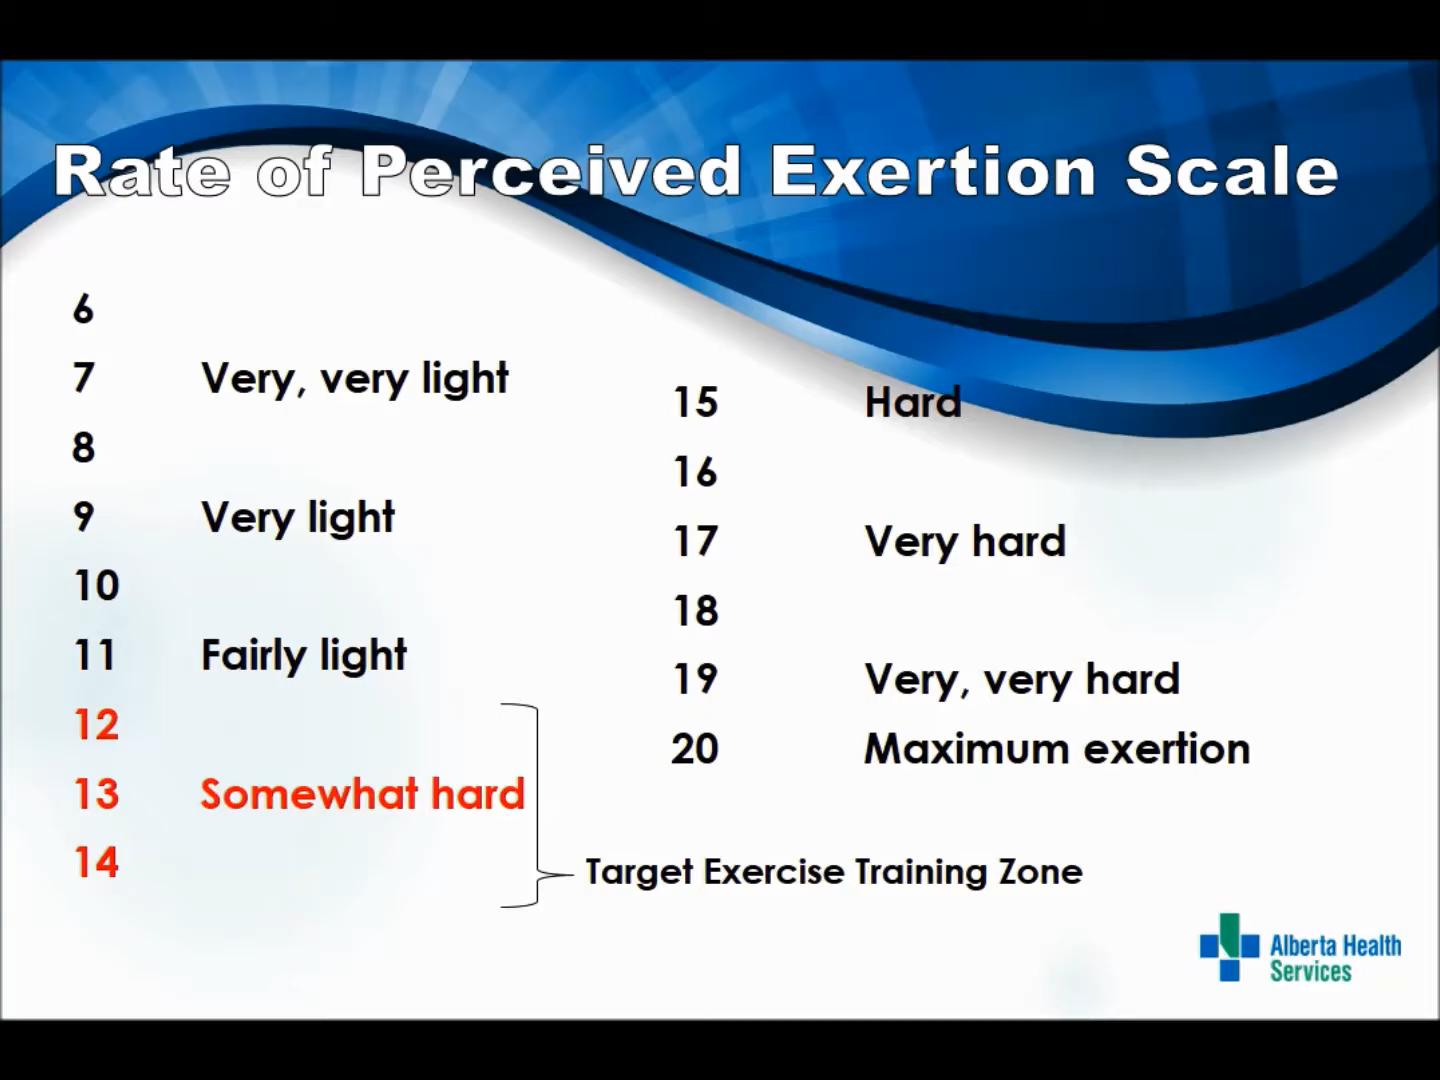 Rate of Perceived Exertion Scale
6
7 Very, very light
8
9 Very light
10
11 Fairly light
12
13 Somewhat hard
14
15 Hard
16
17 Very hard
18
19 Very, very hard
20 Maximum exertion
Target Exercise Training Zone
Alberta Health
Services